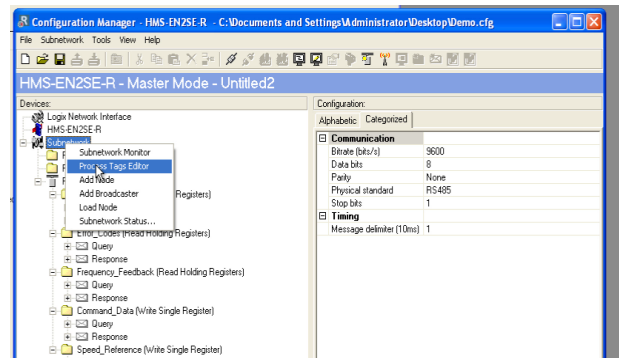 Configuration Manager - HMS-EN2SE-R - C:\Documents and Settings\Administrator\Desktop\Demo.cfg
File Subnetwork Tools View Help
HMS-EN2SE-R - Master Mode - Untitled2
Devices:
Logix Network Interface
HMS-EN2SE-R
Subnetwork
Subnetwork Monitor
Process Tags Editor
Add Node
Add Broadcaster
Load Node
Subnetwork Status...
Registers)
Error_Codes (Read Holding Registers)
Query
Response
Frequency_Feedback (Read Holding Registers)
Query
Response
Command_Data (Write Single Register)
Query
Response
Speed_Reference (Write Single Register)
Configuration:
Alphabetic Categorized
Communication
Bitrate (bits/s) 9600
Data bits 8
Parity None
Physical standard RS485
Stop bits 1
Timing
Message delimiter (10ms) 1